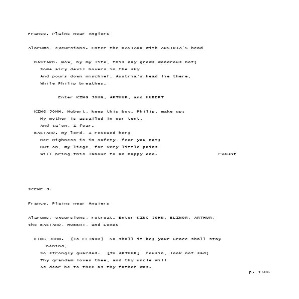 France. Plains near Angiers
Alarums. Excursions. Enter the BASTARD with AUSTRIA'S head
BASTARD. Now, by my life, this day grows wondrous hot;
Some airy devil hovers in the sky
And pours down mischief. Austria's head lie there,
While Philip breathes.
Enter KING JOHN, ARTHUR, and HUBERT
KING JOHN. Hubert, keep this boy. Philip, make up:
My mother is assailed in our tent,
And ta'en, I fear.
BASTARD. My lord, I rescued her;
Her Highness is in safety, fear you not;
But on, my liege, for very little pains
Will bring this labour to an happy end. Exeunt
SCENE 3.
France. Plains near Angiers
Alarums, excursions, retreat. Enter KING JOHN, ELINOR, ARTHUR,
the BASTARD, HUBERT, and LORDS
KING JOHN. [To ELINOR] So shall it be; your Grace shall stay
behind,
So strongly guarded. [To ARTHUR] Cousin, look not sad;
Thy grandam loves thee, and thy uncle will
As dear be to thee as thy father was.